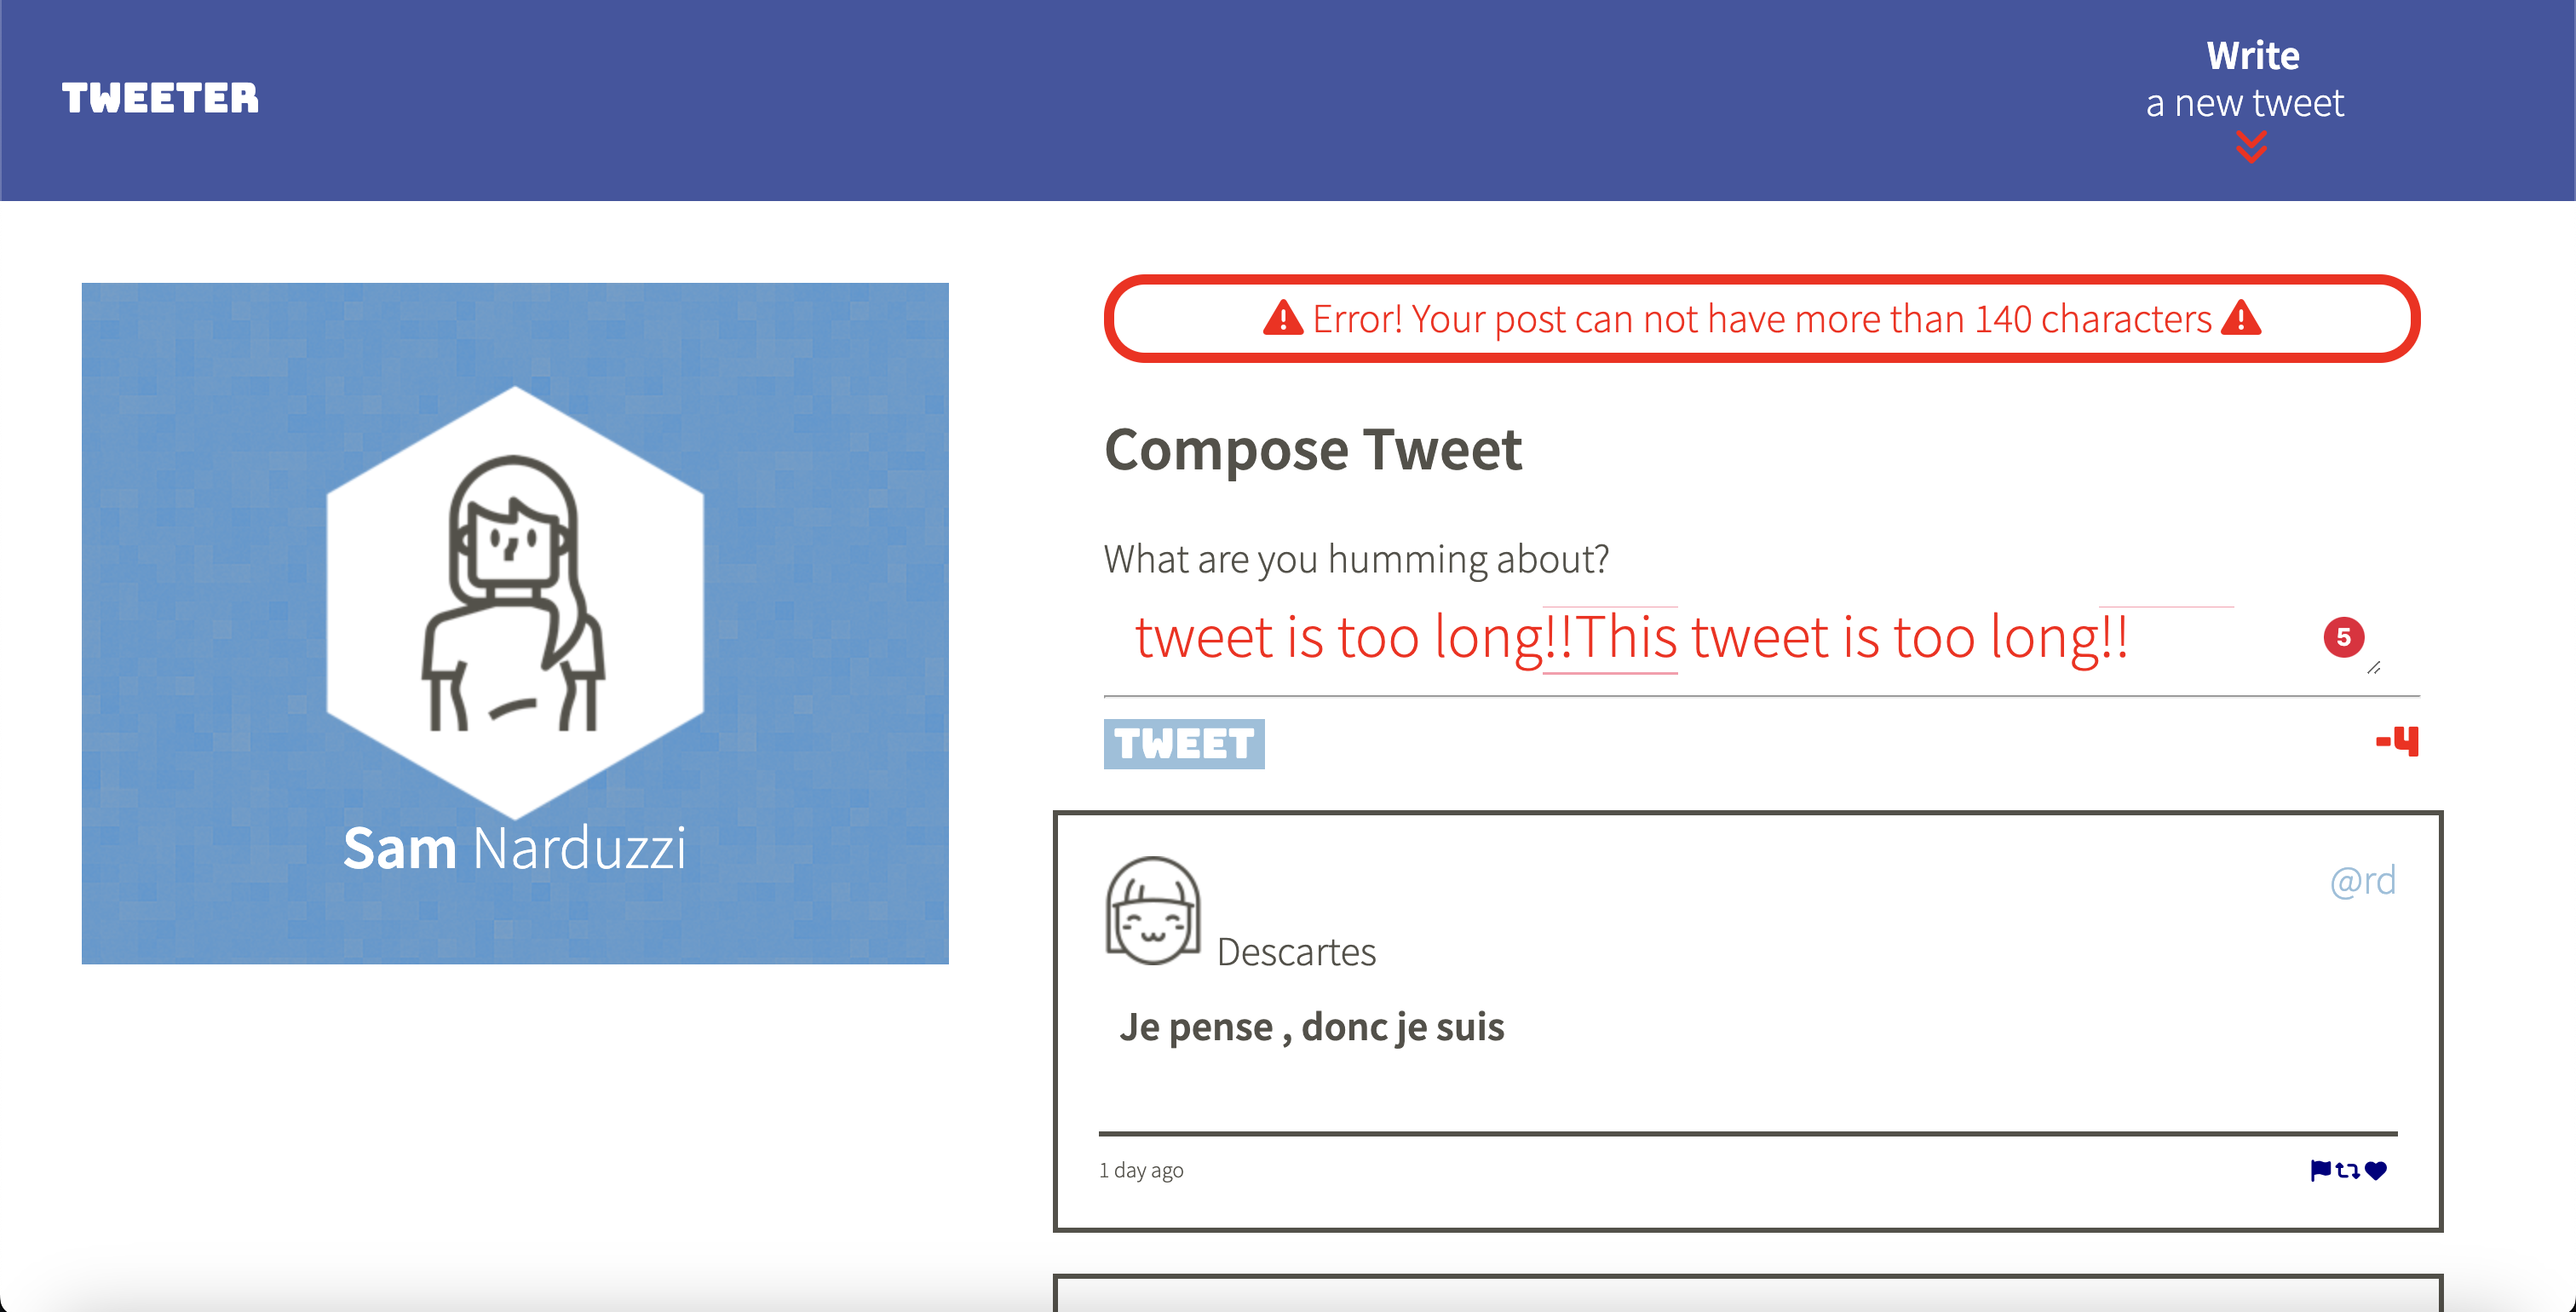 TWEETER
Write
a new tweet
Sam Narduzzi
Error! Your post can not have more than 140 characters
Compose Tweet
What are you humming about?
tweet is too long!!This tweet is too long!!
5
TWEET
-4
@rd
Descartes
Je pense , donc je suis
1 day ago